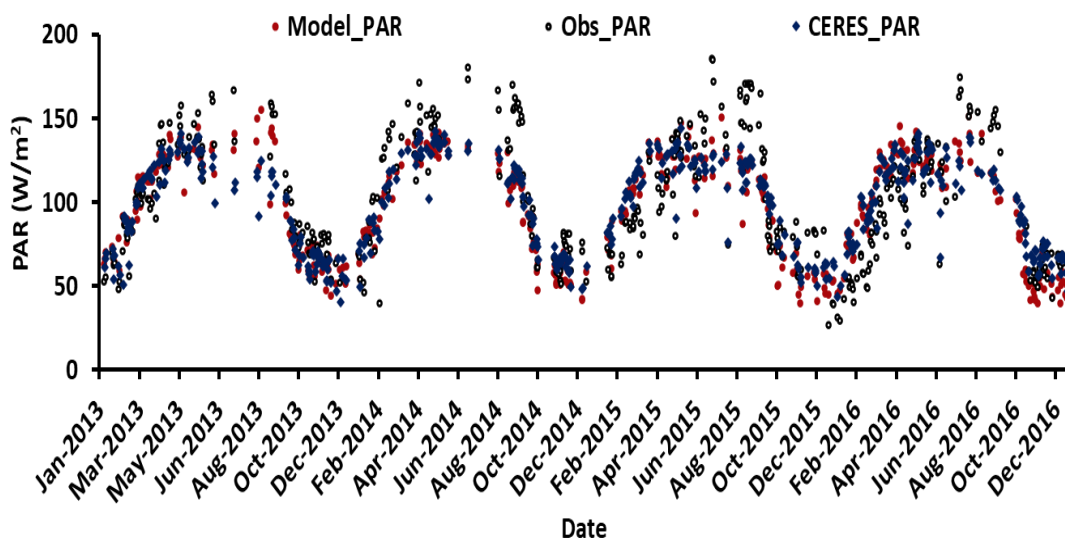 Model_PAR Obs_PAR CERES_PAR
PAR (W/m²)
200
150
100
50
0
Jan-2013 Mar-2013 May-2013 Jun-2013 Aug-2013 Oct-2013 Dec-2013 Feb-2014 Apr-2014 Jun-2014 Aug-2014 Oct-2014 Dec-2014 Feb-2015 Apr-2015 Jun-2015 Aug-2015 Oct-2015 Dec-2015 Feb-2016 Apr-2016 Jun-2016 Aug-2016 Oct-2016 Dec-2016
Date